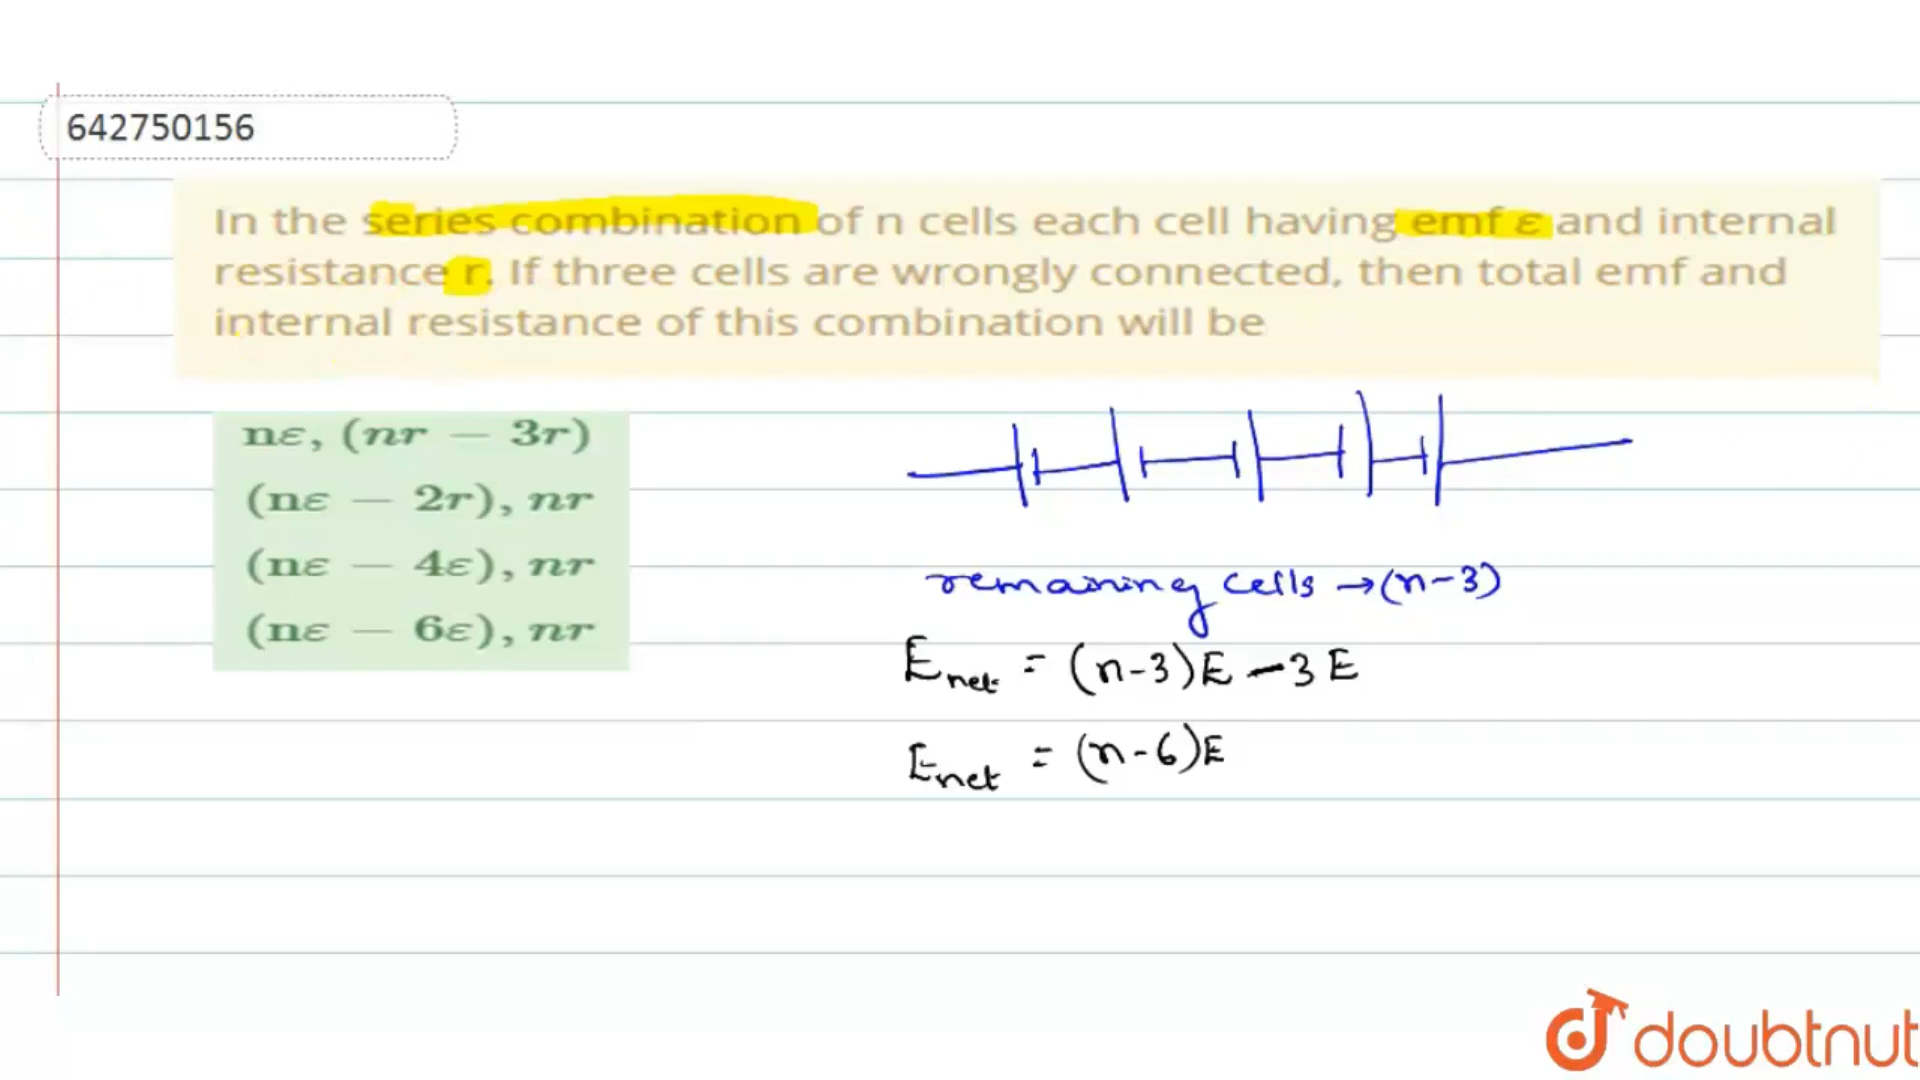 642750156
In the series combination of n cells each cell having emf ε and internal
resistance r. If three cells are wrongly connected, then total emf and
internal resistance of this combination will be
nε, (nr − 3r)
(nε − 2r), nr
(nε − 4ε), nr
(nε − 6ε), nr
remaining cells → (n-3)
E net = (n-3)E - 3E
E net = (n-6)E
doubtnut